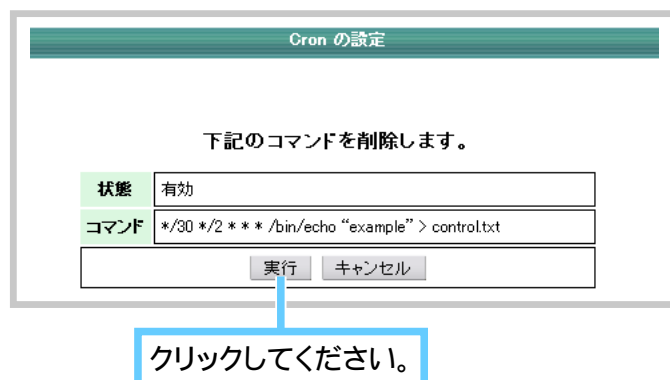 Cron の設定
下記のコマンドを削除します。
状態 有効
コマンド */30 */2 * * * /bin/echo “example” > control.txt
実行 キャンセル
クリックしてください。